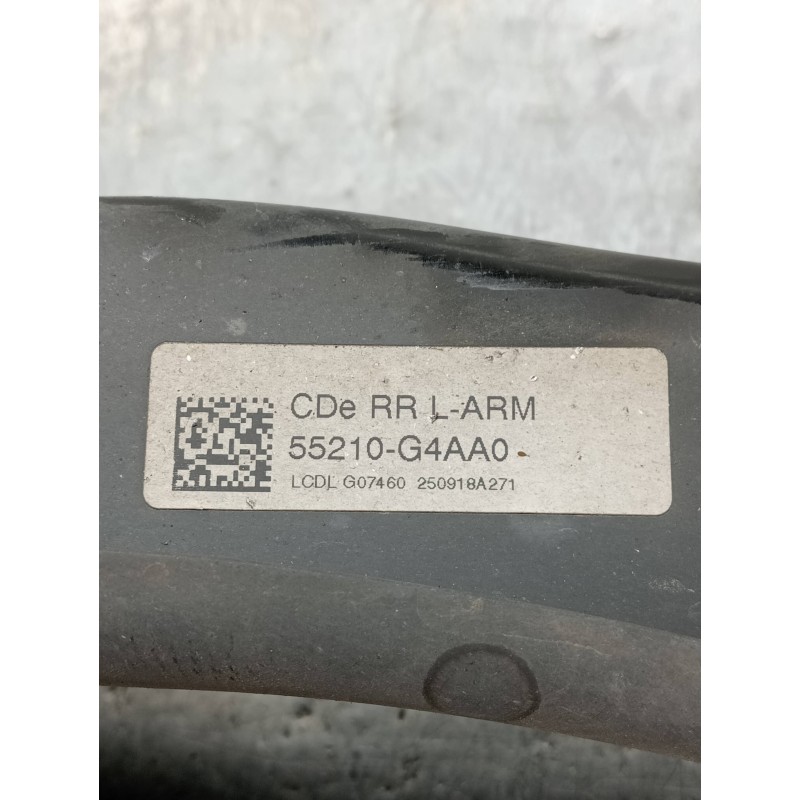 CDe RR L-ARM
55210-G4AA0
LCDL G07460 250918A271